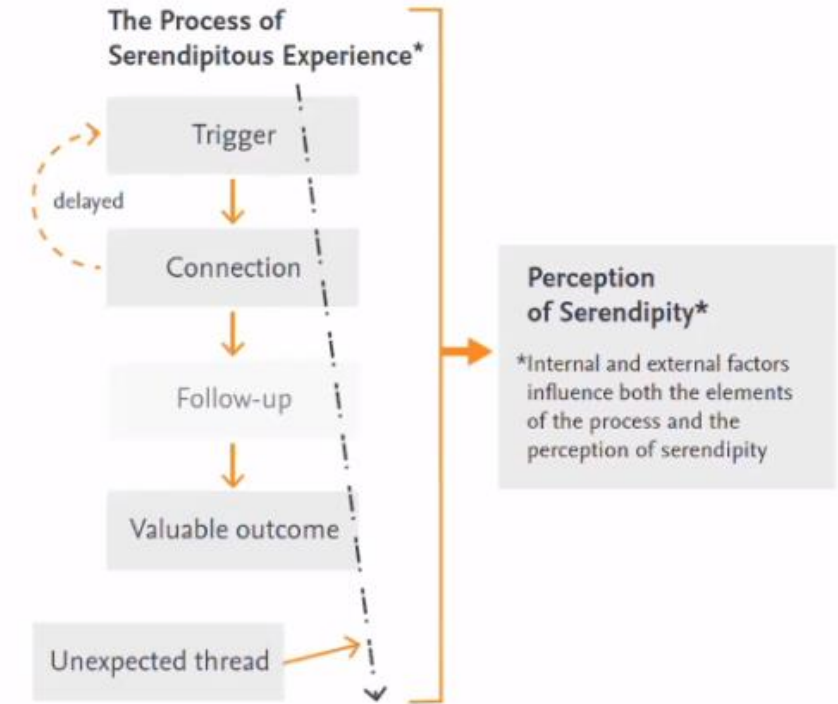 The Process of
Serendipitous Experience*
Trigger
delayed
Connection
Follow-up
Valuable outcome
Unexpected thread
Perception
of Serendipity*
*Internal and external factors
influence both the elements
of the process and the
perception of serendipity